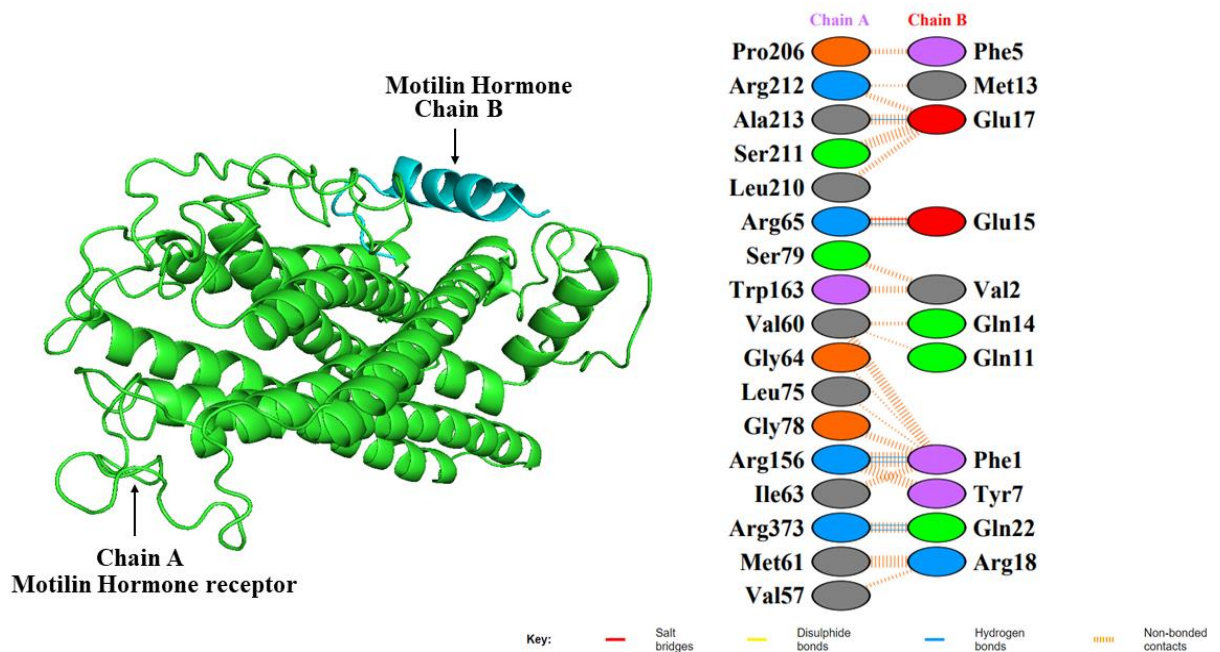 Motilin Hormone
Chain B
Chain A
Motilin Hormone receptor
Chain A Chain B
Pro206 Phe5
Arg212 Met13
Ala213 Glu17
Ser211
Leu210
Arg65 Glu15
Ser79
Trp163 Val2
Val60 Gln14
Gly64 Gln11
Leu75
Gly78
Arg156 Phe1
Ile63 Tyr7
Arg373 Gln22
Met61 Arg18
Val57
Key: Salt bridges Disulphide bonds Hydrogen bonds Non-bonded contacts